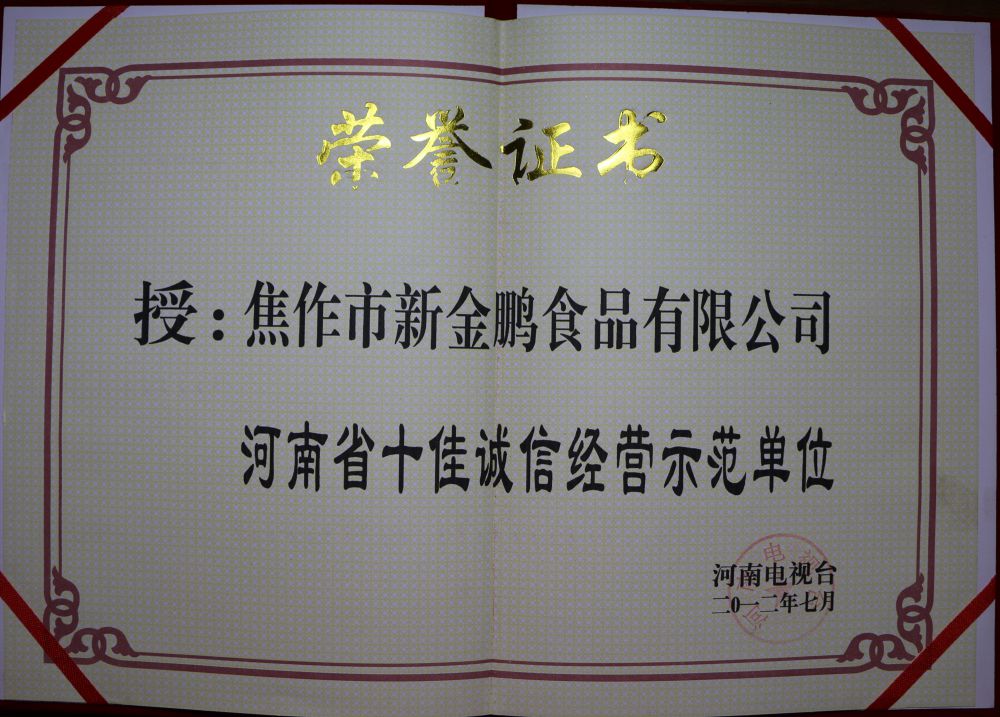 荣誉证书
授：焦作市新金鹏食品有限公司
河南省十佳诚信经营示范单位
河南电视台
二0一二年七月